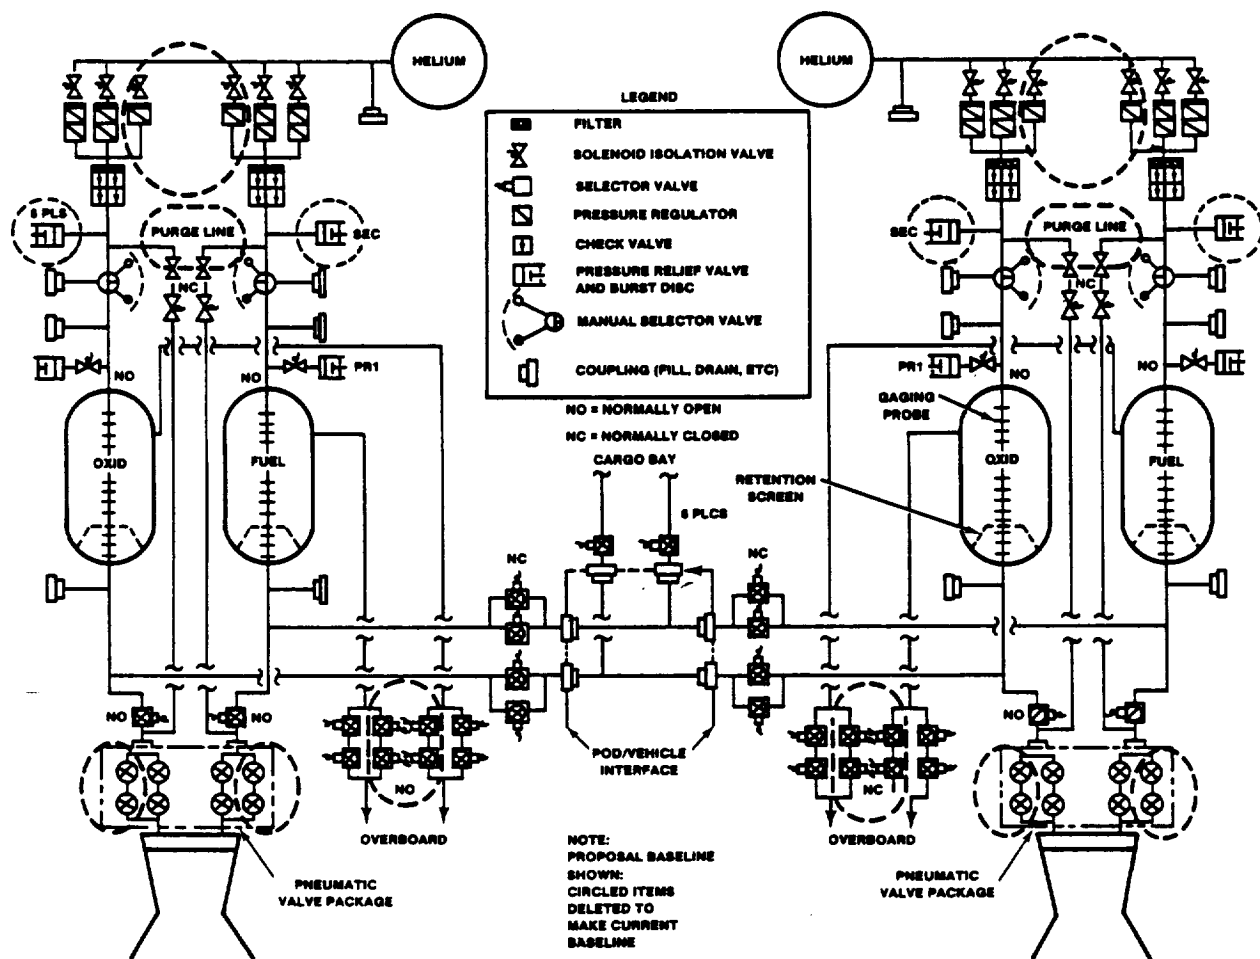 HELIUM
HELIUM
LEGEND
FILTER
SOLENOID ISOLATION VALVE
SELECTOR VALVE
PRESSURE REGULATOR
CHECK VALVE
PRESSURE RELIEF VALVE
AND BURST DISC
MANUAL SELECTOR VALVE
COUPLING (FILL, DRAIN, ETC)
NO = NORMALLY OPEN
NC = NORMALLY CLOSED
6 PLS
PURGE LINE
SEC
NC
NO
NO
PR1
OXID
FUEL
SEC
PURGE LINE
NC
PR1
NO
NO
GAGING
PROBE
OXID
FUEL
RETENTION
SCREEN
CARGO BAY
6 PLCS
NC
NC
NO
NO
NO
NO
NC
POD/VEHICLE
INTERFACE
OVERBOARD
OVERBOARD
PNEUMATIC
VALVE PACKAGE
PNEUMATIC
VALVE PACKAGE
NOTE:
PROPOSAL BASELINE
SHOWN:
CIRCLED ITEMS
DELETED TO
MAKE CURRENT
BASELINE